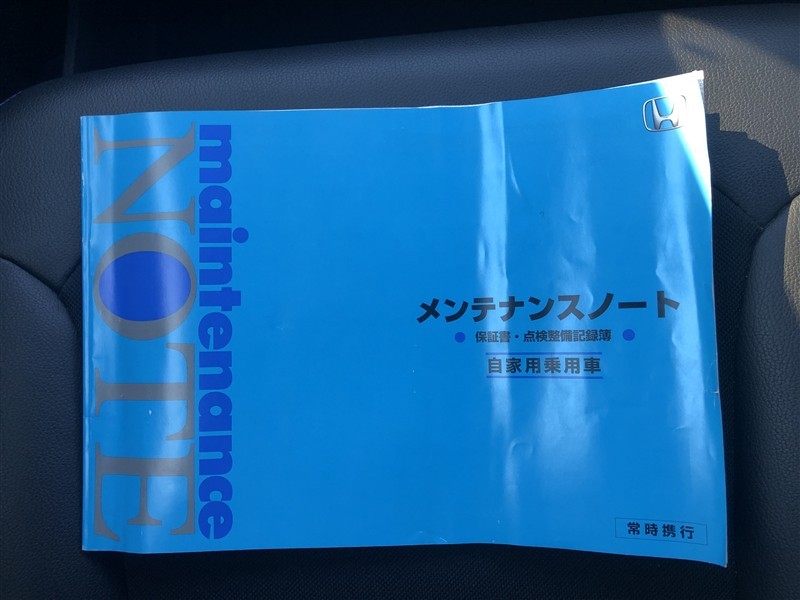 maintenance
NOTE
メンテナンスノート
● 保証書・点検整備記録簿 ●
自家用乗用車
常時携行